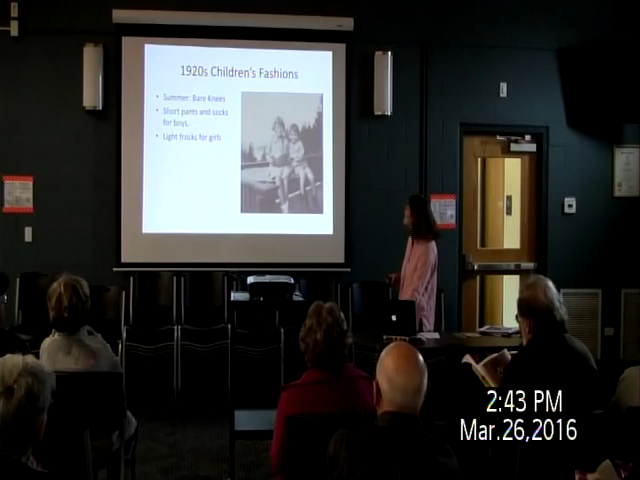 1920s Children's Fashions
• Summer: Bare Knees
• Short pants and socks
for boys.
• Light frocks for girls
2:43 PM
Mar.26,2016